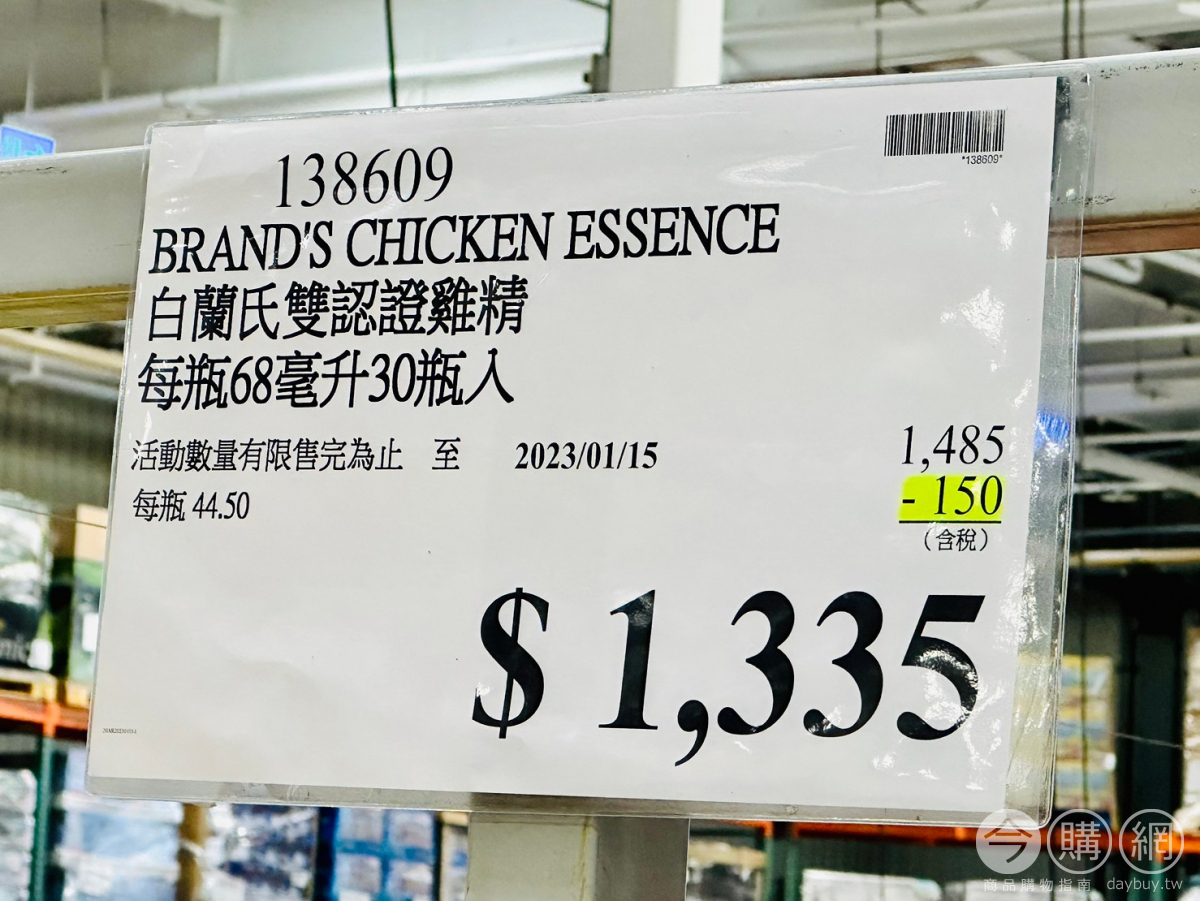 *138609*
138609
BRAND'S CHICKEN ESSENCE
白蘭氏雙認證雞精
每瓶68毫升30瓶入
活動數量有限售完為止 至 2023/01/15
1,485
每瓶 44.50
- 150
(含稅)
$ 1,335
今購網
商品購物指南 daybuy.tw